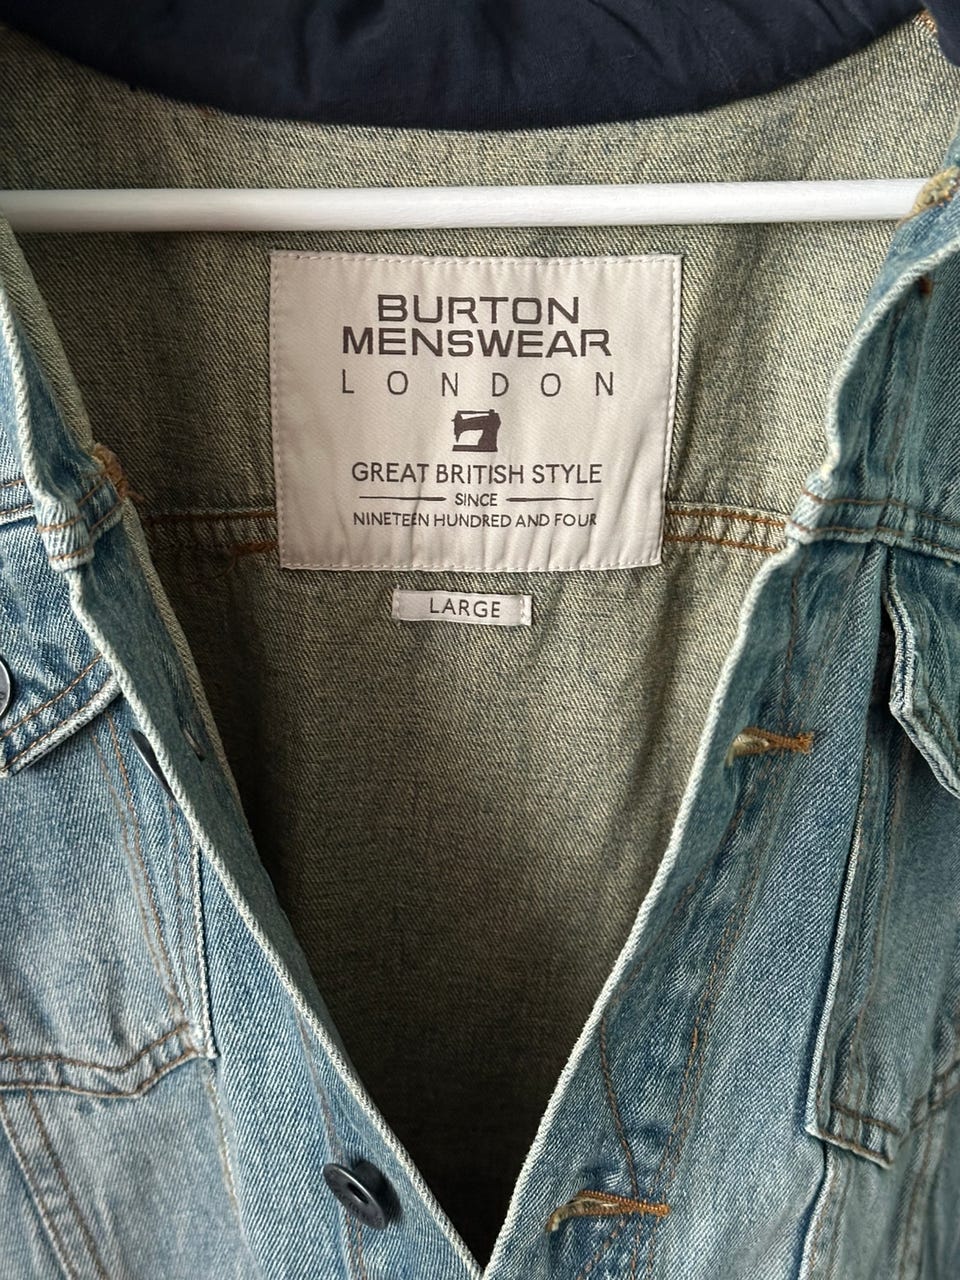 BURTON
MENSWEAR
LONDON
GREAT BRITISH STYLE
SINCE
NINETEEN HUNDRED AND FOUR
LARGE